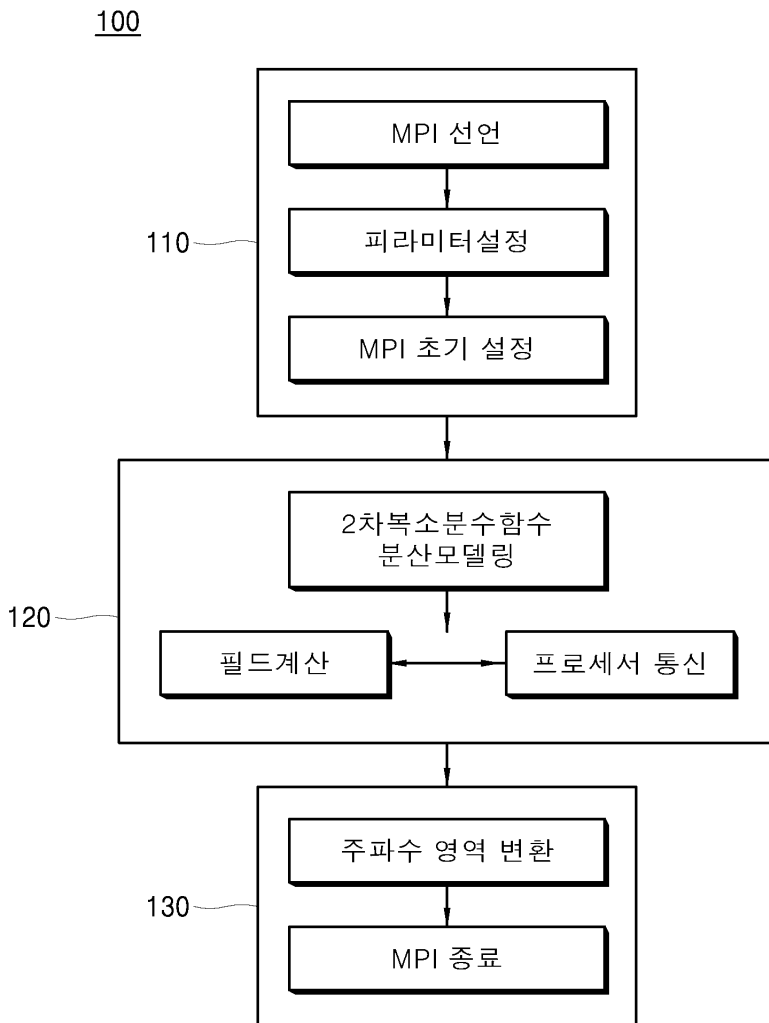 100
MPI 선언
110
피라미터설정
MPI 초기 설정
2차복소분수함수
분산모델링
120
필드계산
프로세서 통신
주파수 영역 변환
130
MPI 종료